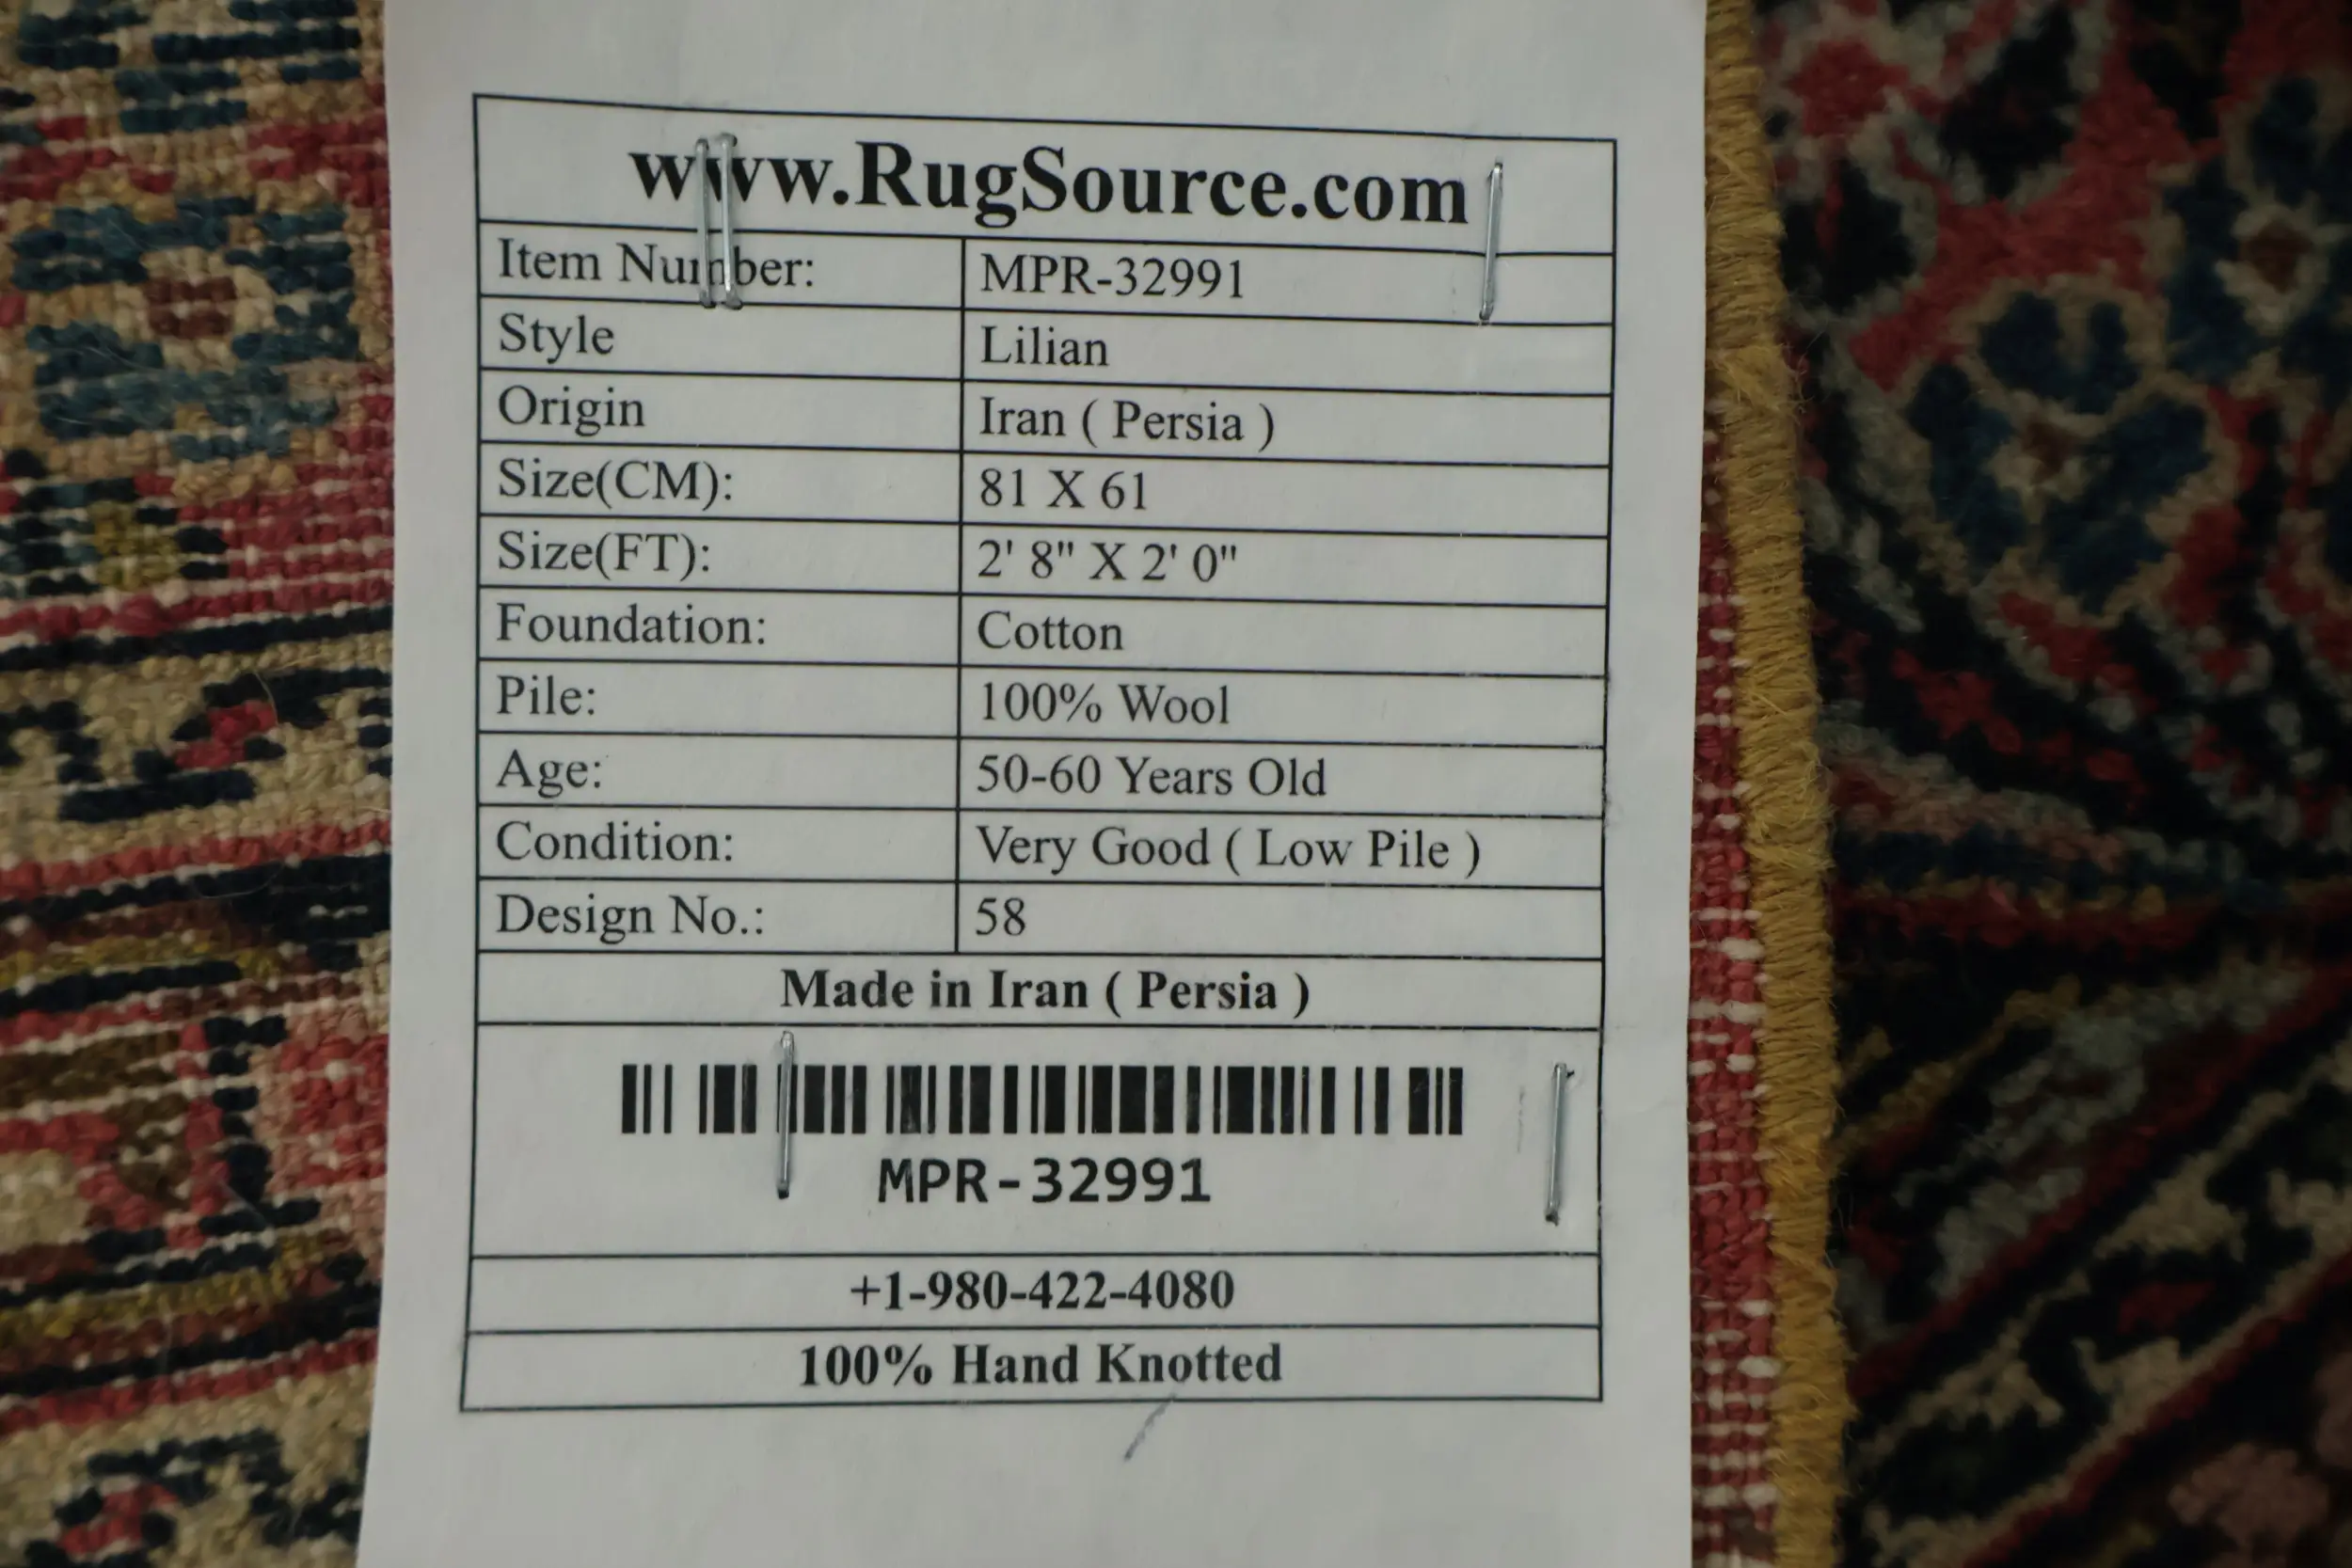 www.RugSource.com
Item Number: MPR-32991
Style Lilian
Origin Iran ( Persia )
Size(CM): 81 X 61
Size(FT): 2' 8" X 2' 0"
Foundation: Cotton
Pile: 100% Wool
Age: 50-60 Years Old
Condition: Very Good ( Low Pile )
Design No.: 58
Made in Iran ( Persia )
MPR-32991
+1-980-422-4080
100% Hand Knotted